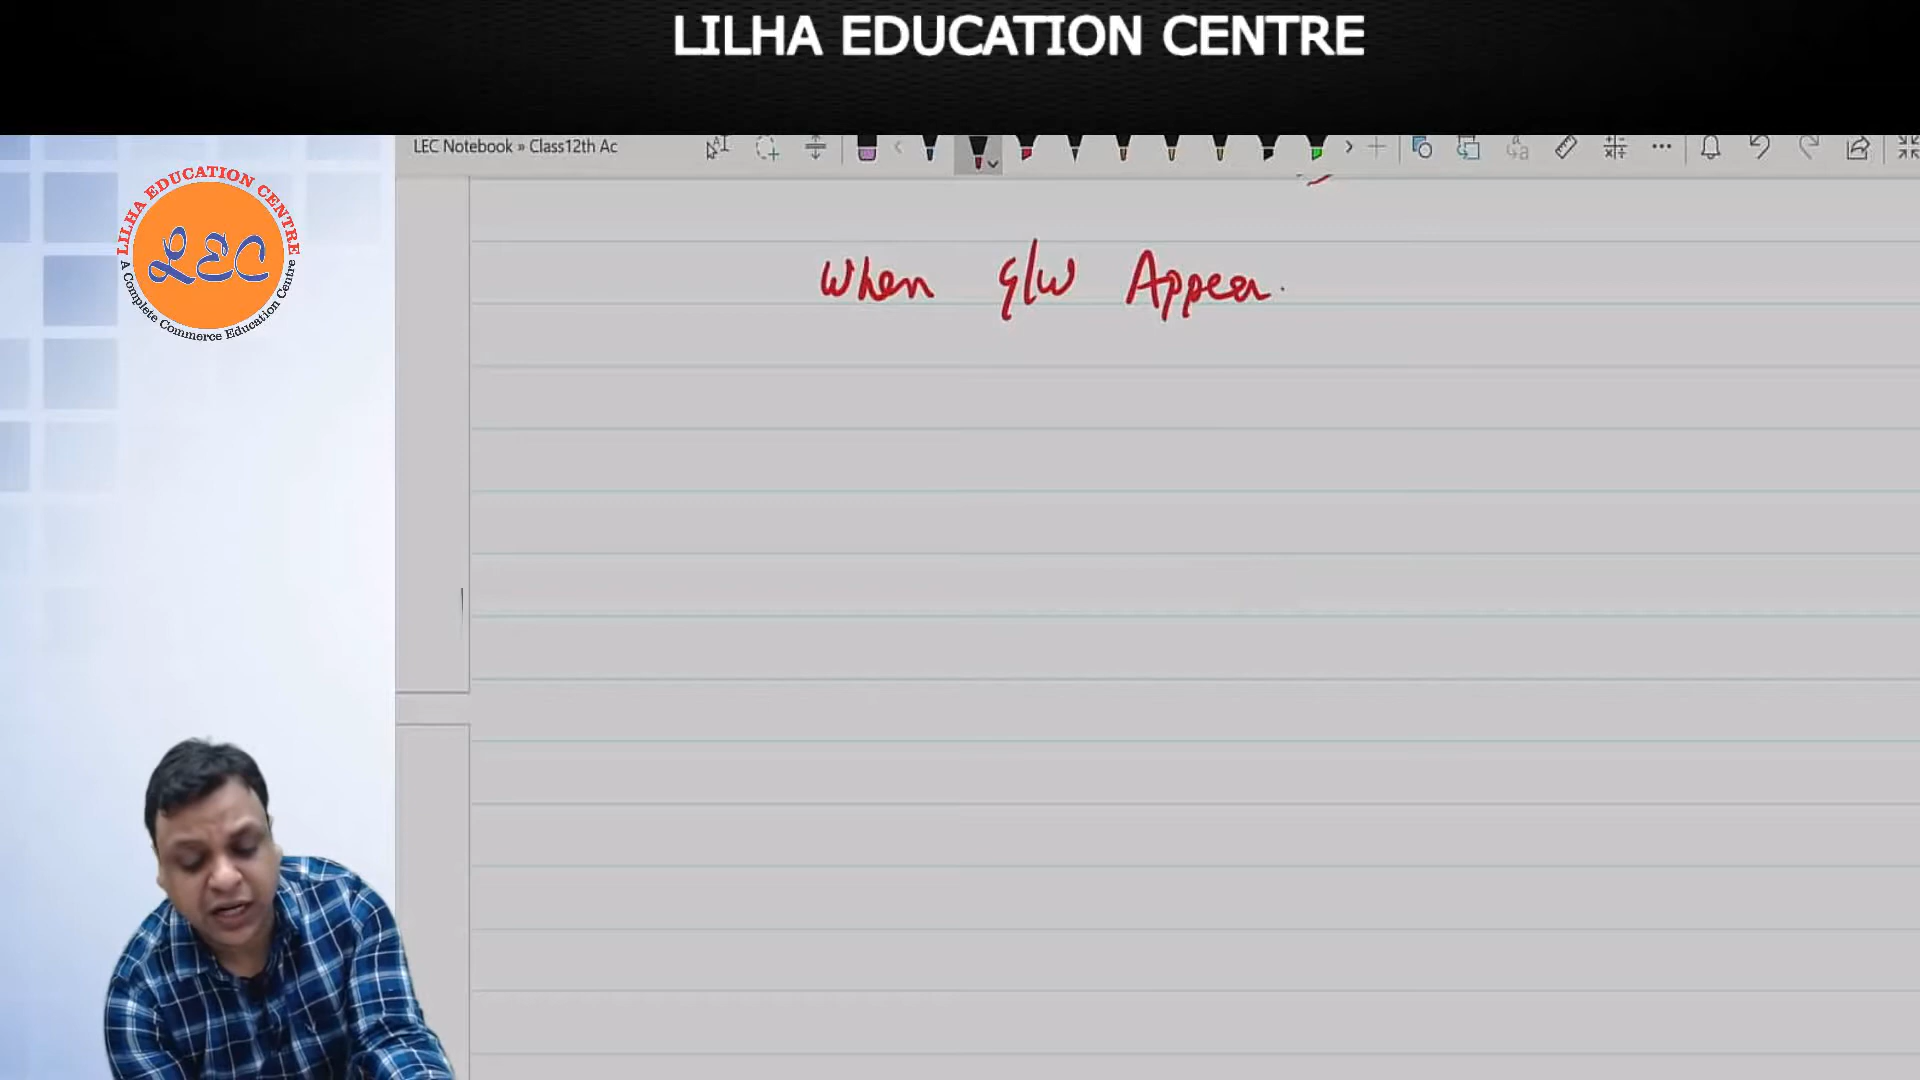 LILHA EDUCATION CENTRE
LEC Notebook » Class12th Ac
LILHA EDUCATION CENTRE
LEC
A Complete Commerce Education Centre
When G/W Appear.